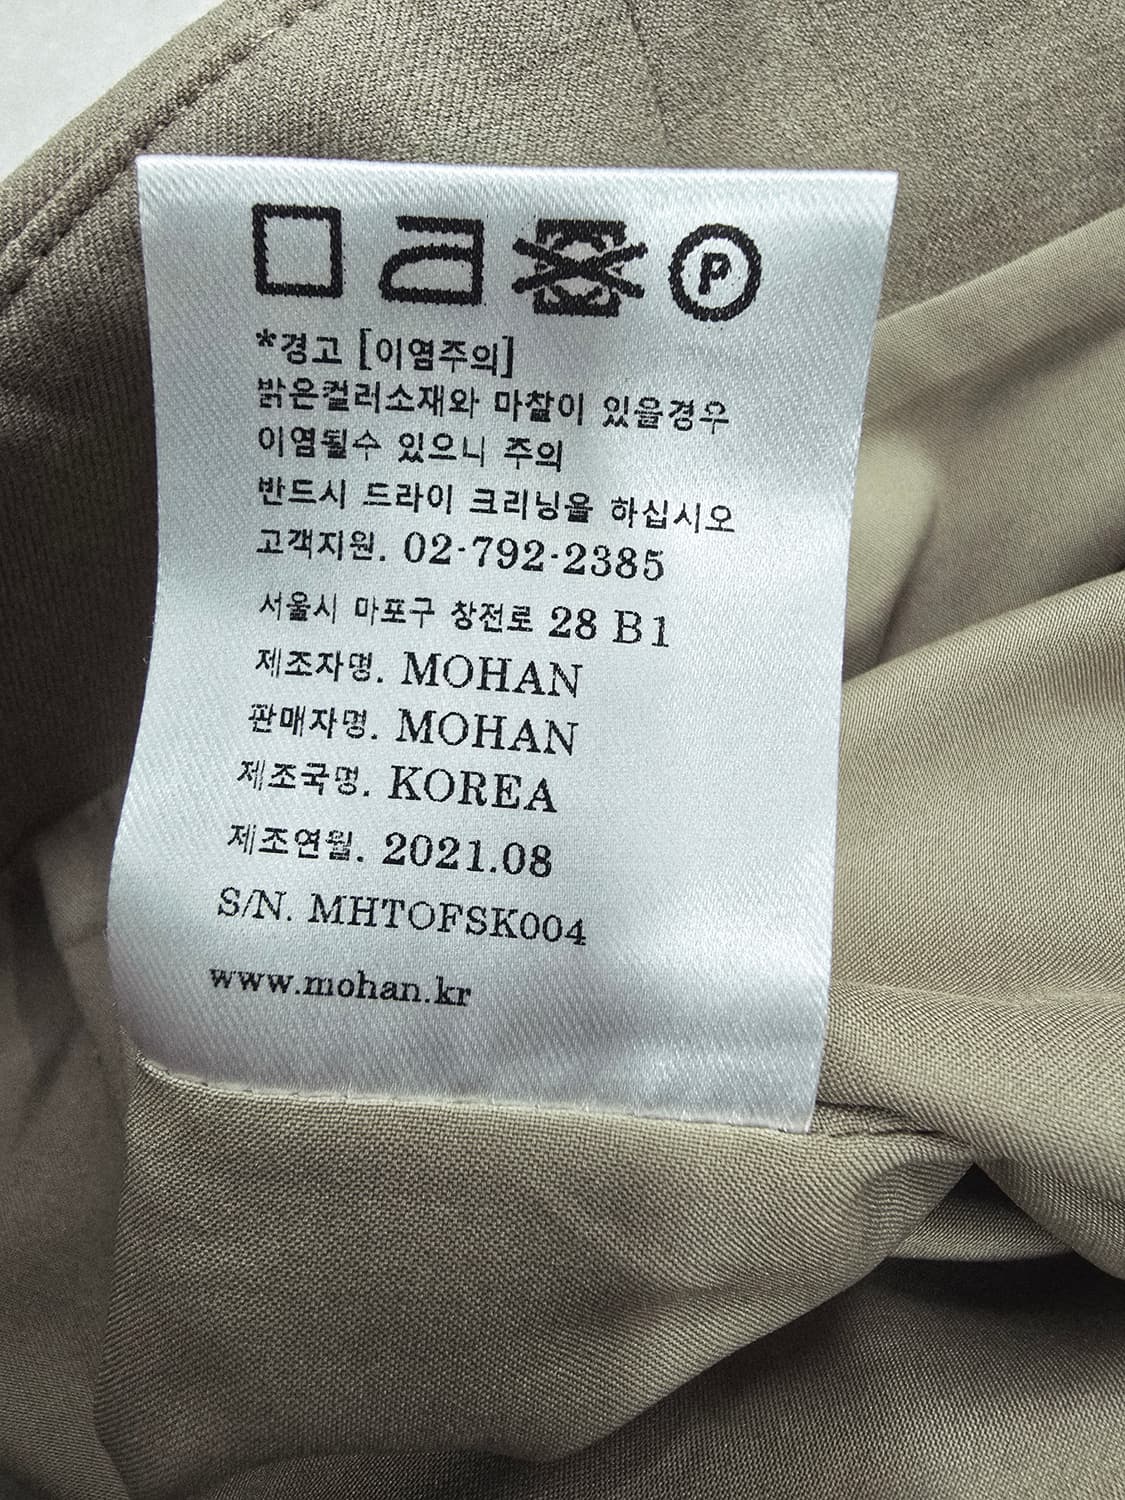 P
*경고 [이염주의]
밝은컬러소재와 마찰이 있을경우
이염될수 있으니 주의
반드시 드라이 크리닝을 하십시오
고객지원. 02-792-2385
서울시 마포구 창전로 28 B1
제조자명. MOHAN
판매자명. MOHAN
제조국명. KOREA
제조연월. 2021.08
S/N. MHTOFSK004
www.mohan.kr